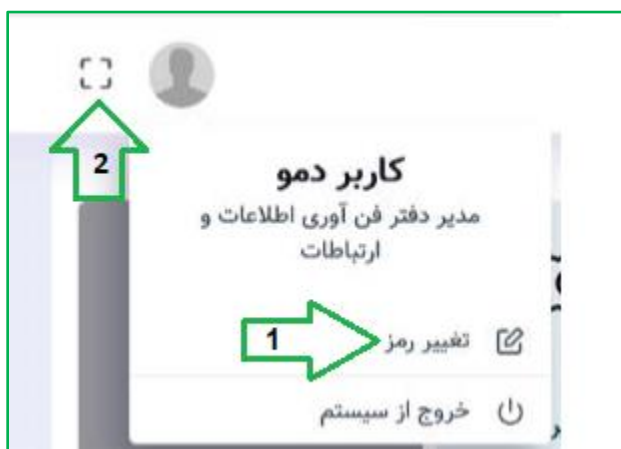 2
کاربر دمو
مدیر دفتر فن آوری اطلاعات و
ارتباطات
1
تغییر رمز
خروج از سیستم